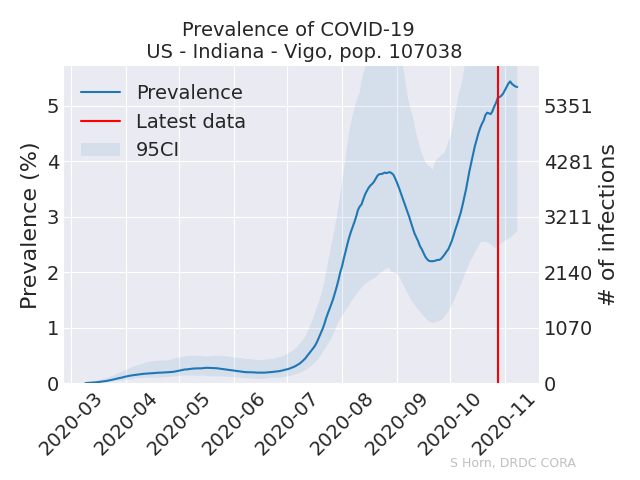 Prevalence of COVID-19
US - Indiana - Vigo, pop. 107038
Prevalence
Latest data
95CI
Prevalence (%)
5
4
3
2
1
0
5351
4281
3211
2140
1070
0
# of infections
2020-03
2020-04
2020-05
2020-06
2020-07
2020-08
2020-09
2020-10
2020-11
S Horn, DRDC CORA